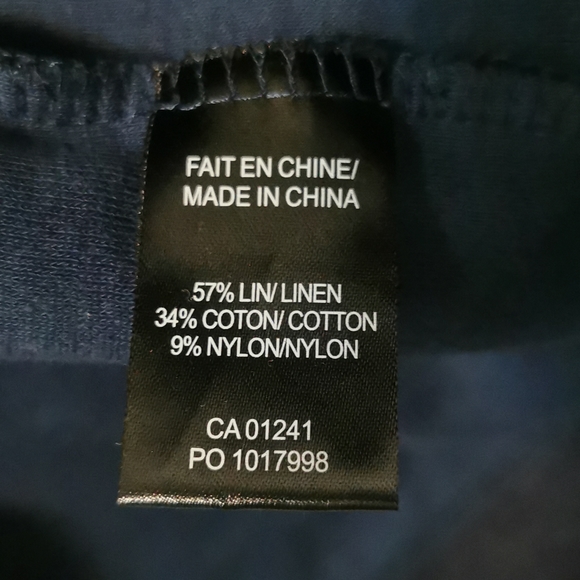 FAIT EN CHINE/
MADE IN CHINA
57% LIN/ LINEN
34% COTON/ COTTON
9% NYLON/NYLON
CA 01241
PO 1017998